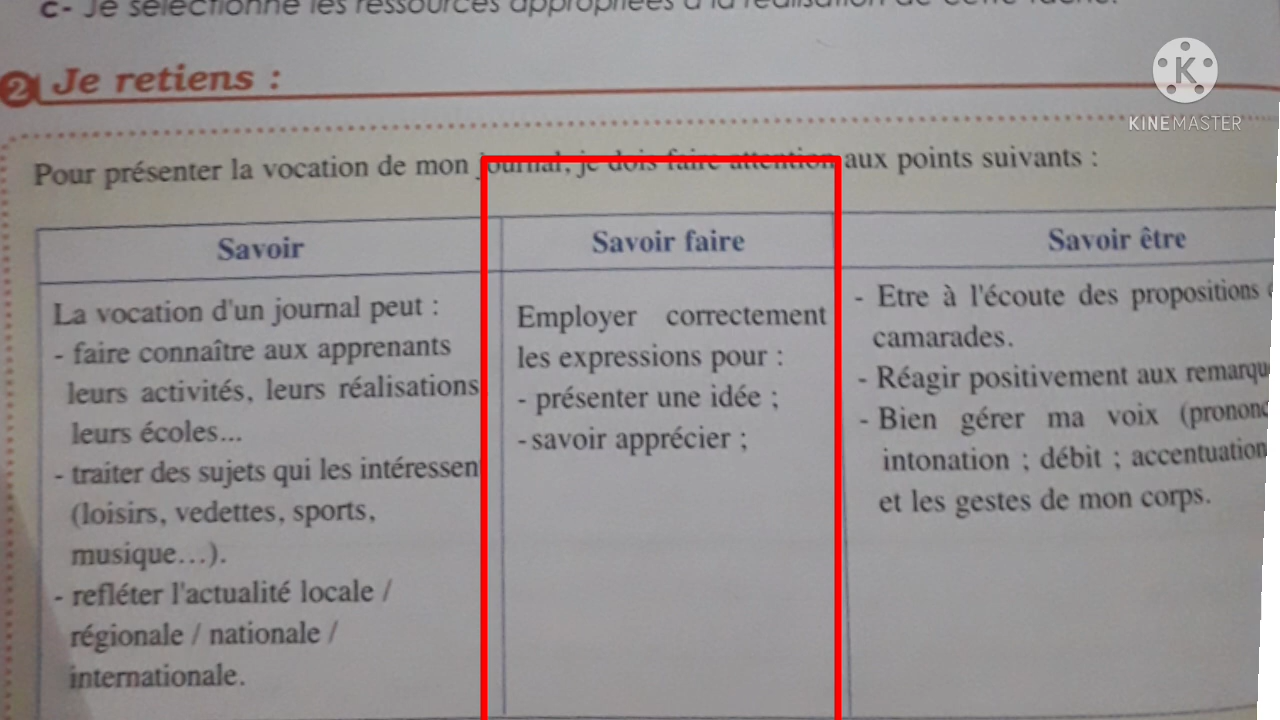 c- Je sélectionne les ressources appropriées à la réalisation de cette tâche.
2 Je retiens :
KINEMASTER
Pour présenter la vocation de mon journal, je dois faire attention aux points suivants :
Savoir
La vocation d'un journal peut :
- faire connaître aux apprenants
leurs activités, leurs réalisations
leurs écoles...
- traiter des sujets qui les intéressen
(loisirs, vedettes, sports,
musique...).
- refléter l'actualité locale /
régionale / nationale /
internationale.
Savoir faire
Employer correctement
les expressions pour :
- présenter une idée ;
- savoir apprécier ;
Savoir être
- Etre à l'écoute des propositions
camarades.
- Réagir positivement aux remarqu
- Bien gérer ma voix (prononc
intonation ; débit ; accentuation
et les gestes de mon corps.